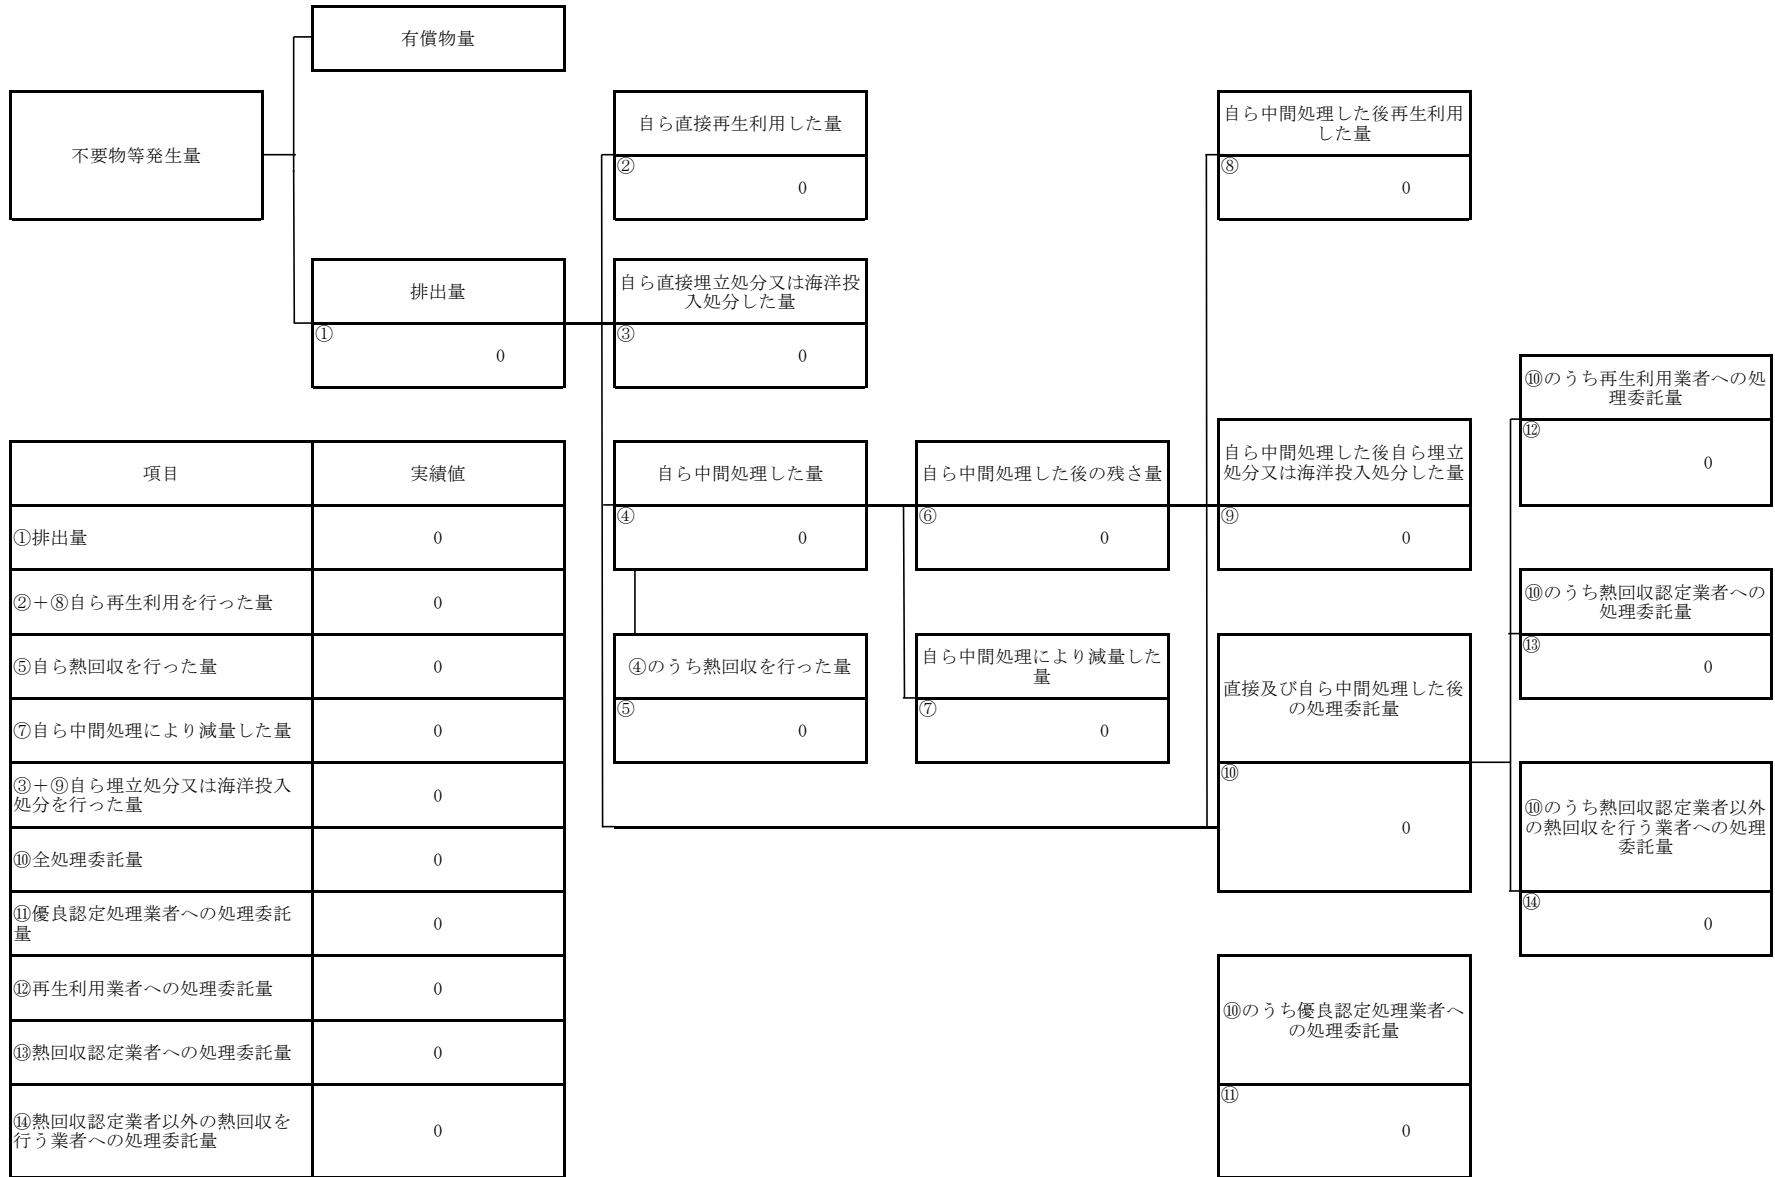 有償物量
不要物等発生量
排出量
①
0
自ら直接再生利用した量
②
0
自ら直接埋立処分又は海洋投
入処分した量
③
0
自ら中間処理した量
④
0
④のうち熱回収を行った量
⑤
0
自ら中間処理した後の残さ量
⑥
0
自ら中間処理により減量した
量
⑦
0
自ら中間処理した後再生利用
した量
⑧
0
自ら中間処理した後自ら埋立
処分又は海洋投入処分した量
⑨
0
直接及び自ら中間処理した後
の処理委託量
⑩
0
⑩のうち優良認定処理業者へ
の処理委託量
⑪
0
⑩のうち再生利用業者への処
理委託量
⑫
0
⑩のうち熱回収認定業者への
処理委託量
⑬
0
⑩のうち熱回収認定業者以外
の熱回収を行う業者への処理
委託量
⑭
0
項目 実績値
①排出量 0
②＋⑧自ら再生利用を行った量 0
⑤自ら熱回収を行った量 0
⑦自ら中間処理により減量した量 0
③＋⑨自ら埋立処分又は海洋投入
処分を行った量 0
⑩全処理委託量 0
⑪優良認定処理業者への処理委託
量 0
⑫再生利用業者への処理委託量 0
⑬熱回収認定業者への処理委託量 0
⑭熱回収認定業者以外の熱回収を
行う業者への処理委託量 0